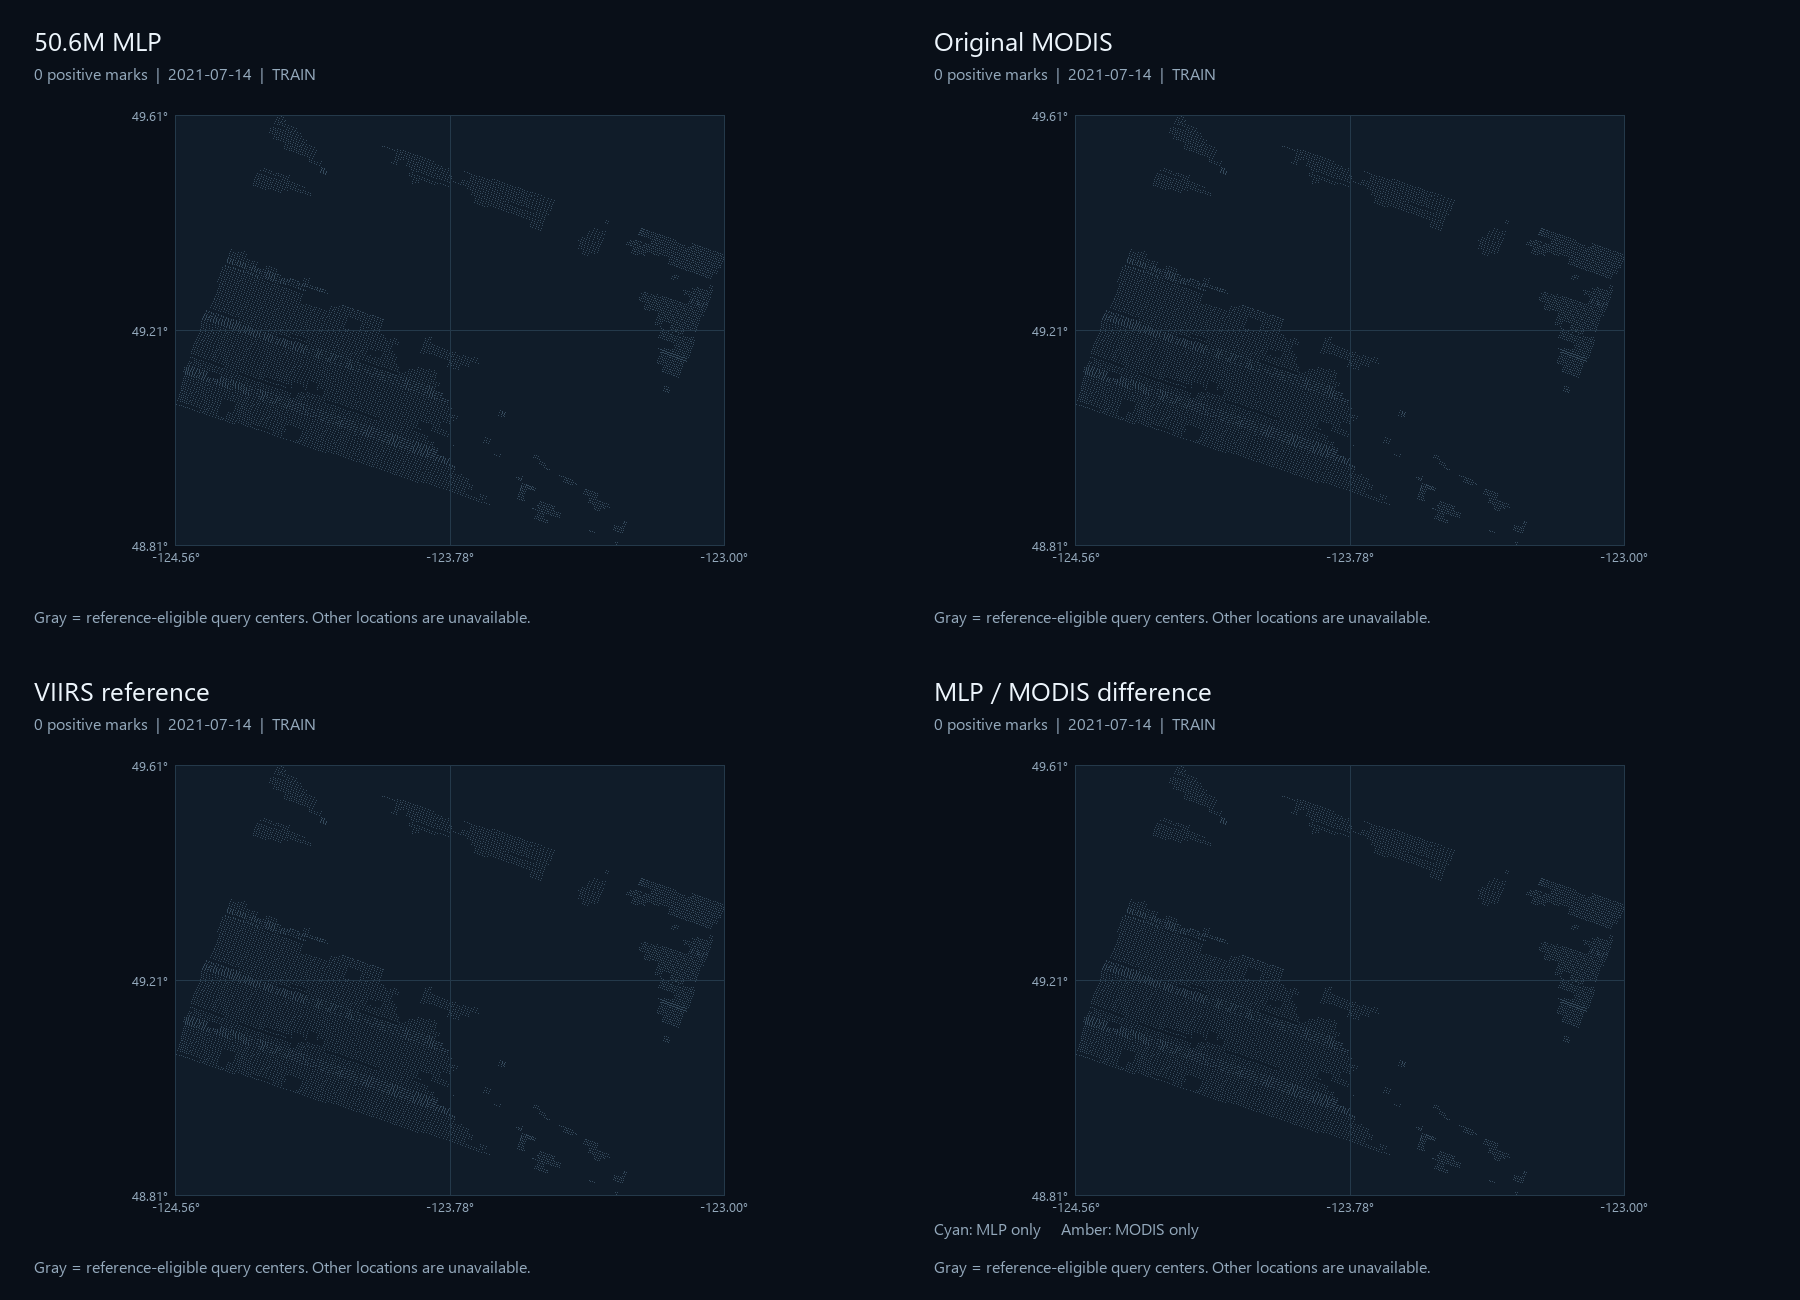 50.6M MLP
0 positive marks | 2021-07-14 | TRAIN
49.61°
49.21°
48.81°
-124.56°
-123.78°
-123.00°
Gray = reference-eligible query centers. Other locations are unavailable.
Original MODIS
0 positive marks | 2021-07-14 | TRAIN
49.61°
49.21°
48.81°
-124.56°
-123.78°
-123.00°
Gray = reference-eligible query centers. Other locations are unavailable.
VIIRS reference
0 positive marks | 2021-07-14 | TRAIN
49.61°
49.21°
48.81°
-124.56°
-123.78°
-123.00°
Gray = reference-eligible query centers. Other locations are unavailable.
MLP / MODIS difference
0 positive marks | 2021-07-14 | TRAIN
49.61°
49.21°
48.81°
-124.56°
-123.78°
-123.00°
Cyan: MLP only Amber: MODIS only
Gray = reference-eligible query centers. Other locations are unavailable.